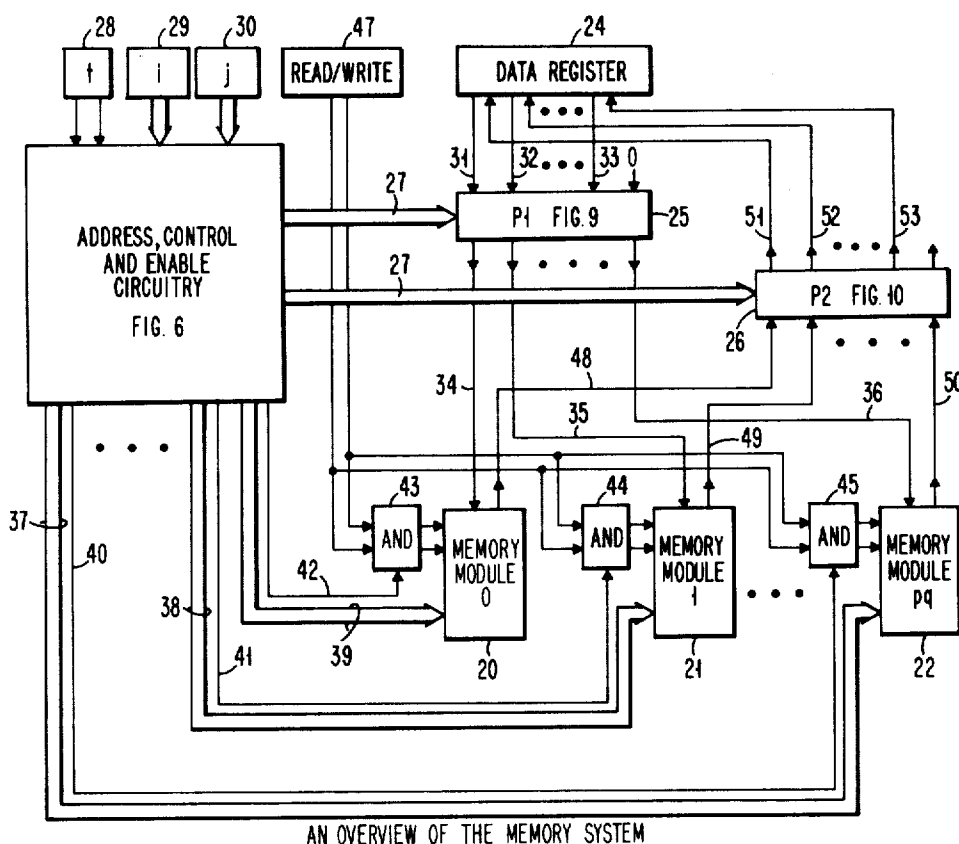 28 29 30 47 24
t i j READ/WRITE DATA REGISTER
31 32 33 0
27 P1 FIG. 9 25 51 52 53
ADDRESS, CONTROL
AND ENABLE
CIRCUITRY
FIG. 6
27 P2 FIG. 10
26
34 48 35 49 36 50
43 44 45
37 40 AND MEMORY MODULE 0 AND MEMORY MODULE 1 AND MEMORY MODULE pq
42
38 41 39 20 21 22
AN OVERVIEW OF THE MEMORY SYSTEM